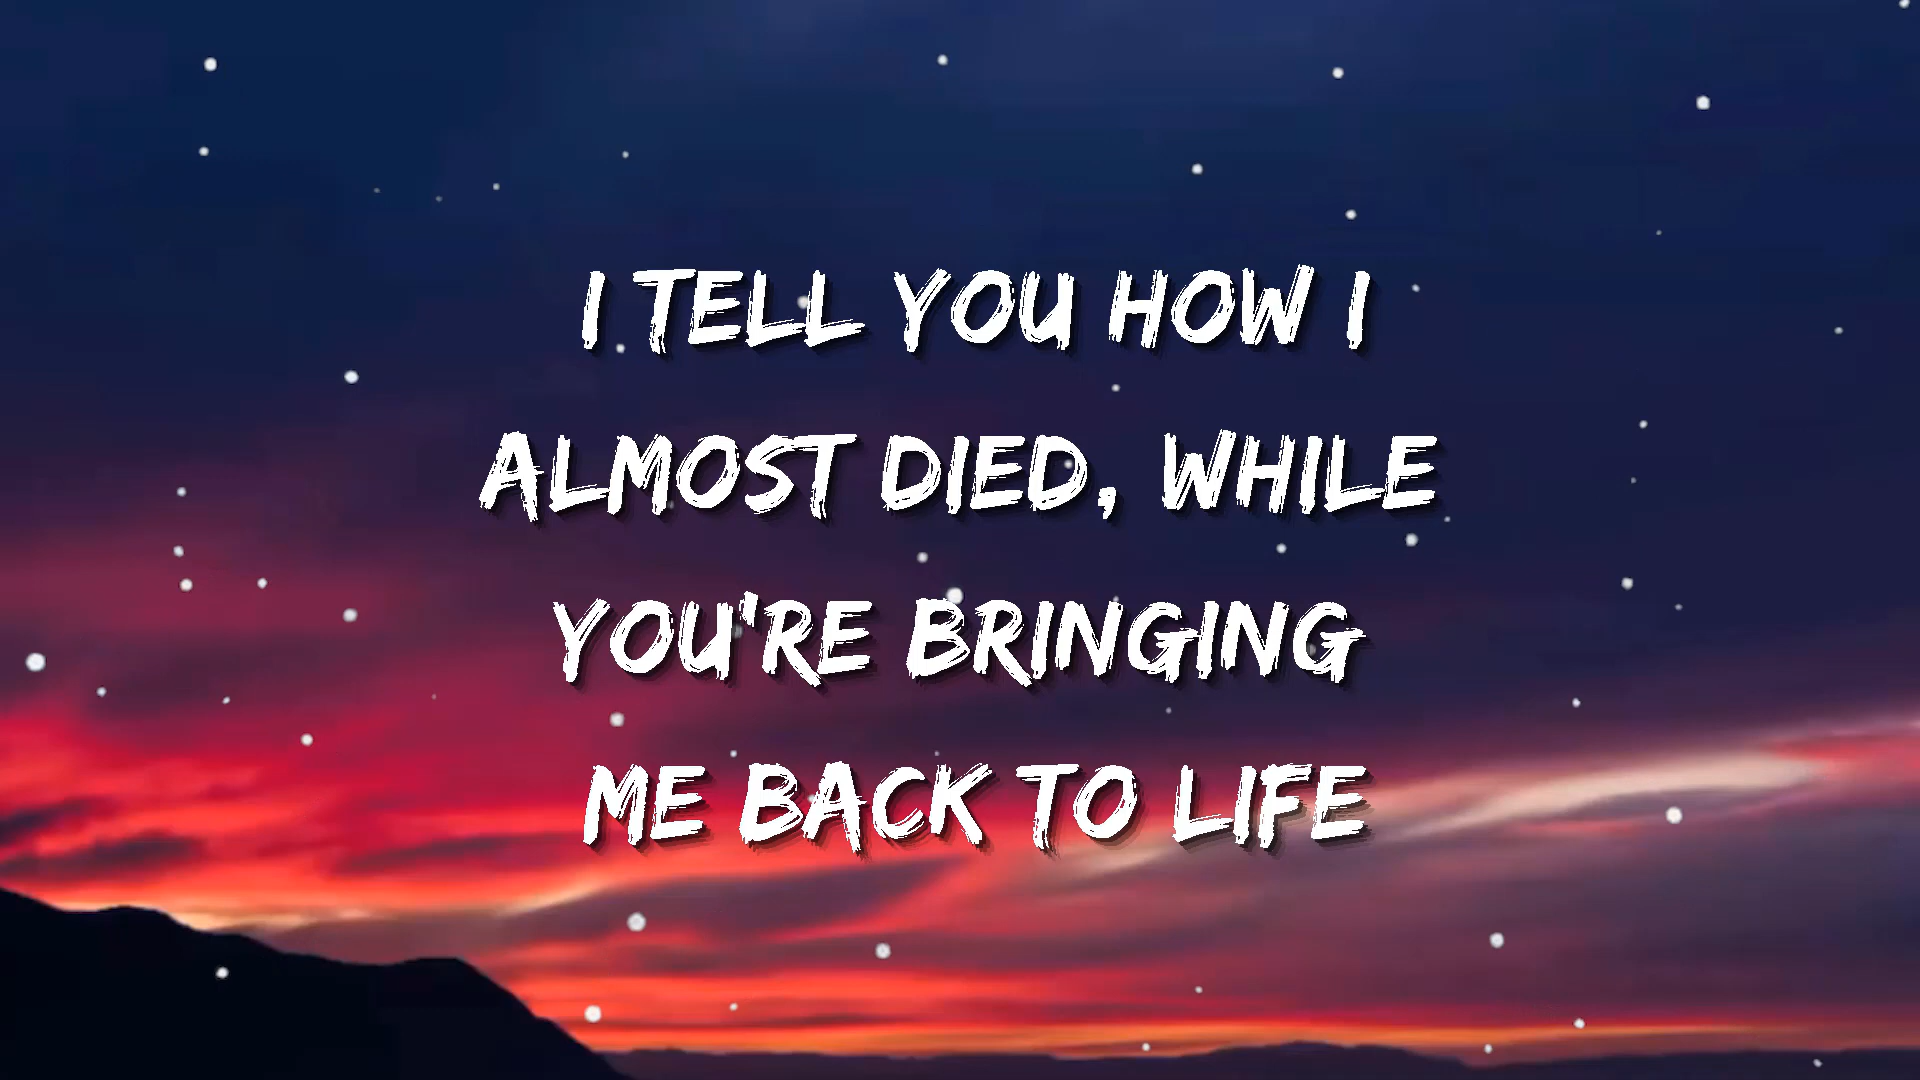 I TELL YOU HOW I
ALMOST DIED, WHILE
YOU'RE BRINGING
ME BACK TO LIFE